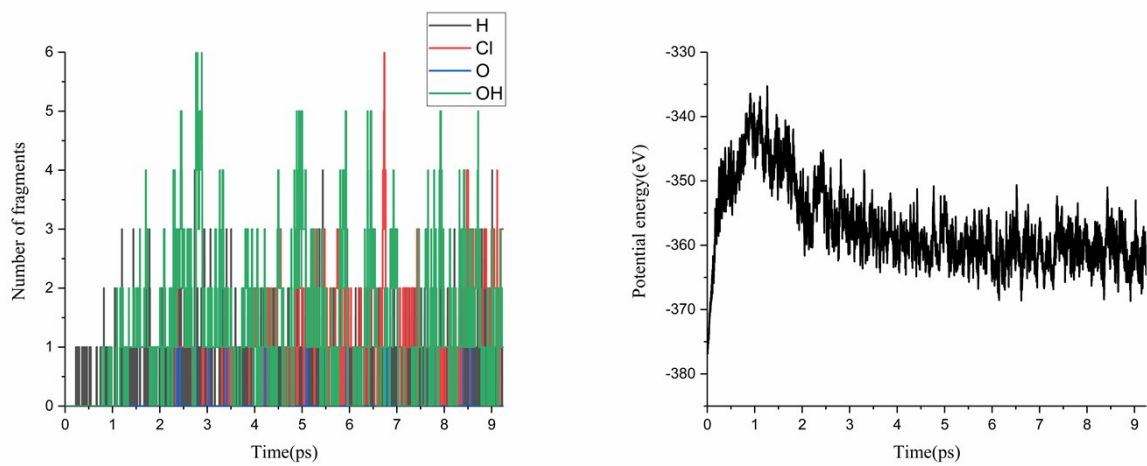 H
Cl
O
OH
6
5
4
3
2
1
0
Number of fragments
0 1 2 3 4 5 6 7 8 9
Time(ps)
-330
-340
-350
-360
-370
-380
Potential energy(eV)
0 1 2 3 4 5 6 7 8 9
Time(ps)